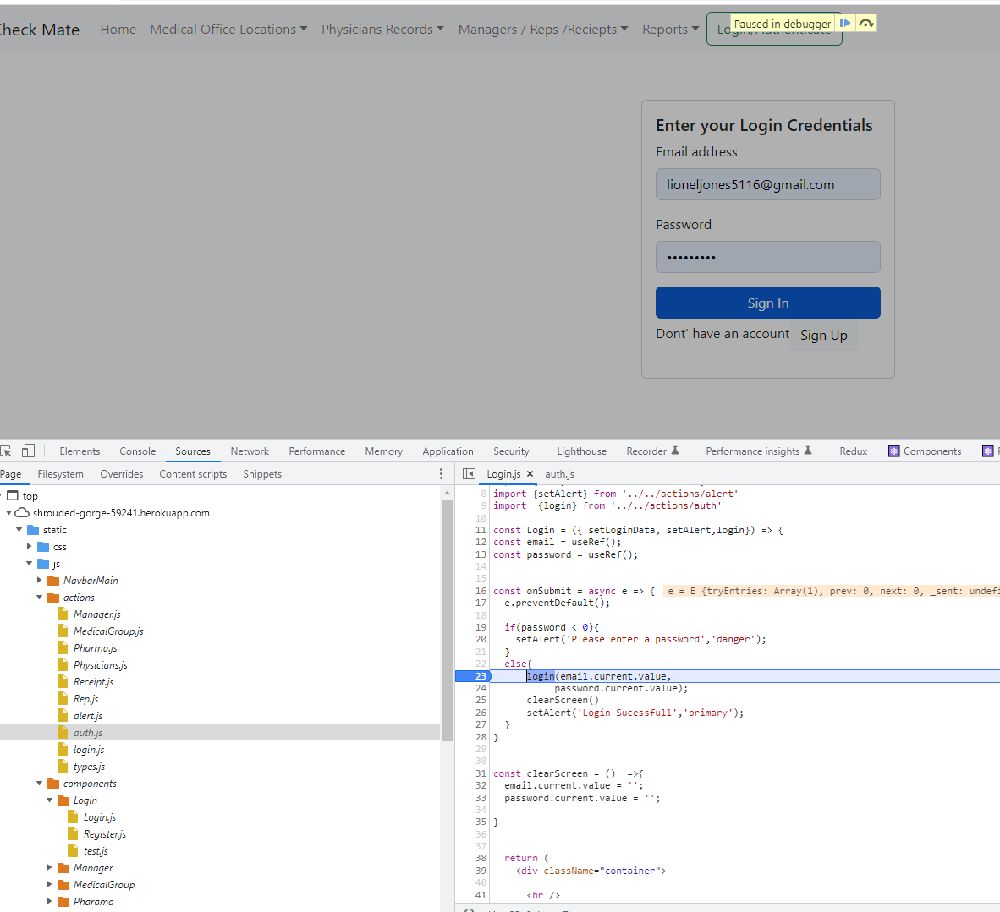 Check Mate Home Medical Office Locations Physicians Records Managers / Reps /Reciepts Reports Login/Authenticate
Paused in debugger
Enter your Login Credentials
Email address
lioneljones5116@gmail.com
Password
•••••••••
Sign In
Dont' have an account Sign Up
Elements Console Sources Network Performance Memory Application Security Lighthouse Recorder Performance insights Redux Components
Page Filesystem Overrides Content scripts Snippets
top
shrouded-gorge-59241.herokuapp.com
static
css
js
NavbarMain
actions
Manager.js
MedicalGroup.js
Pharma.js
Physicians.js
Receipt.js
Rep.js
alert.js
auth.js
login.js
types.js
components
Login
Login.js
Register.js
test.js
Manager
MedicalGroup
Pharama
Login.js × auth.js
8 import {setAlert} from '../../actions/alert'
9 import  {login} from '../../actions/auth'
10
11 const Login = ({ setLoginData, setAlert,login}) => {
12 const email = useRef();
13 const password = useRef();
14
15
16 const onSubmit = async e => { e = E {tryEntries: Array(1), prev: 0, next: 0, _sent: undefi
17   e.preventDefault();
18
19   if(password < 0){
20     setAlert('Please enter a password','danger');
21   }
22   else{
23       login(email.current.value,
24            password.current.value);
25       clearScreen()
26       setAlert('Login Sucessfull','primary');
27   }
28 }
29
30
31 const clearScreen = ()  =>{
32   email.current.value = '';
33   password.current.value = '';
34
35 }
36
37
38   return (
39     <div className="container">
40
41       <br />